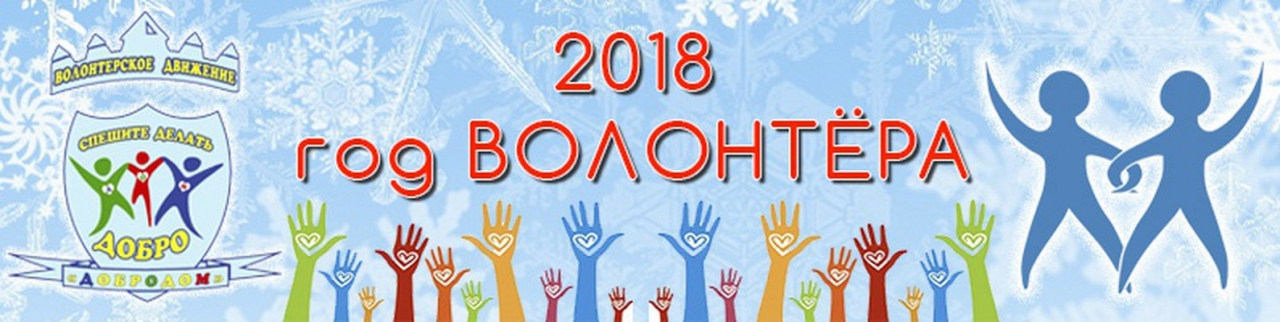 ВОЛОНТЕРСКОЕ ДВИЖЕНИЕ
СПЕШИТЕ ДЕЛАТЬ
ДОБРО
«ДОБРОДОМ»
2018
год ВОЛОНТЁРА